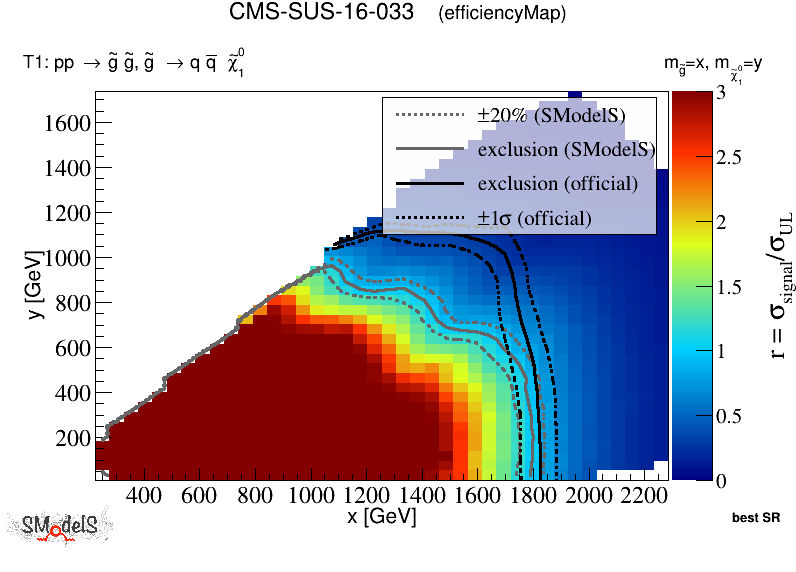 CMS-SUS-16-033 (efficiencyMap)
T1: pp → g̃ g̃, g̃ → q q̅ χ̃₁⁰
m_g̃=x, m_χ̃₁⁰=y
±20% (SModelS)
exclusion (SModelS)
exclusion (official)
±1σ (official)
1600
1400
1200
1000
800
600
400
200
y [GeV]
400 600 800 1000 1200 1400 1600 1800 2000 2200
x [GeV]
3
2.5
2
1.5
1
0.5
0
r = σ_signal/σ_UL
SModelS
best SR